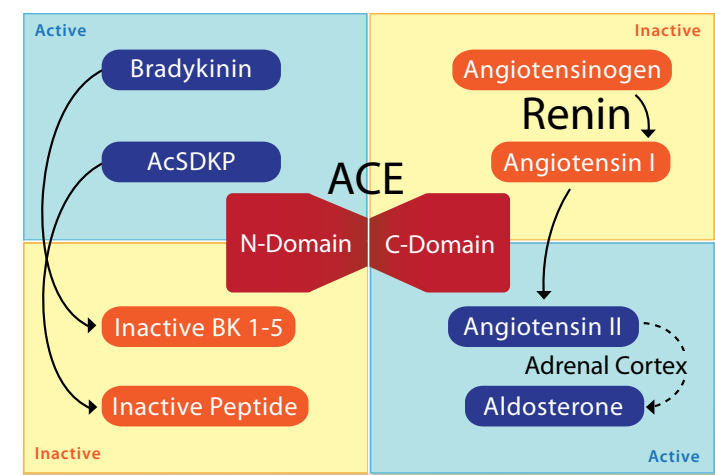 Active
Inactive
Bradykinin
Angiotensinogen
Renin
AcSDKP
Angiotensin I
ACE
N-Domain
C-Domain
Inactive BK 1-5
Angiotensin II
Adrenal Cortex
Inactive Peptide
Aldosterone
Inactive
Active